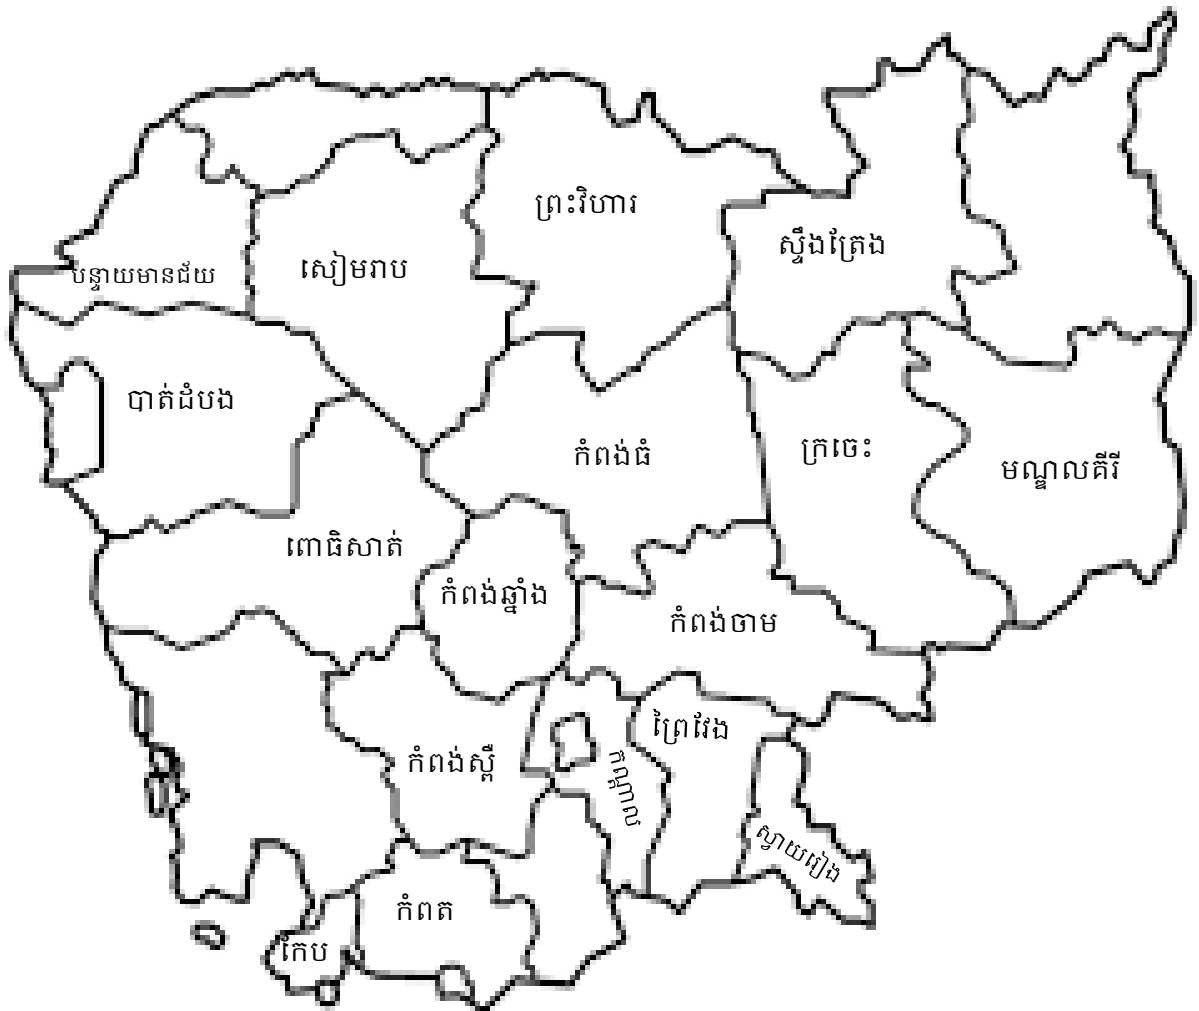 ព្រះវិហារ
ស្ទឹងត្រែង
បន្ទាយមានជ័យ
សៀមរាប
បាត់ដំបង
កំពង់ធំ
ក្រចេះ
មណ្ឌលគីរី
ពោធិសាត់
កំពង់ឆ្នាំង
កំពង់ចាម
ព្រៃវែង
កំពង់ស្ពឺ
កណ្តាល
ស្វាយរៀង
កំពត
កែប